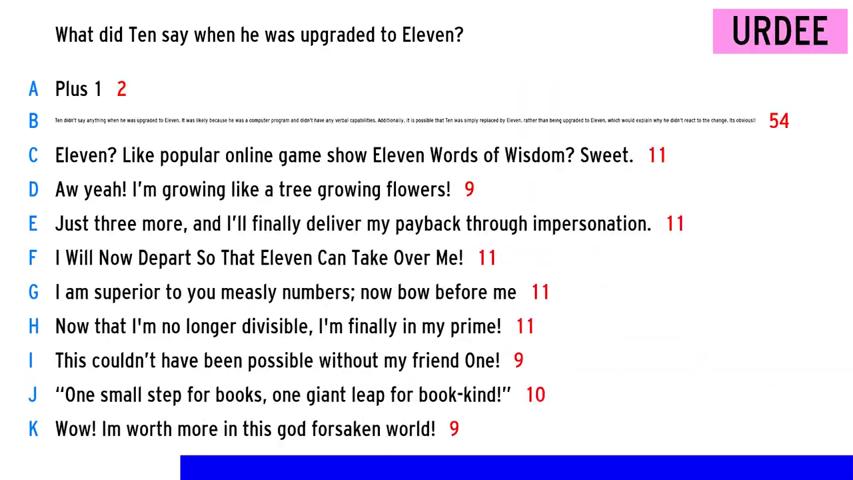 What did Ten say when he was upgraded to Eleven?
URDEE
A Plus 1 2
B Ten didn't say anything when he was upgraded to Eleven. It was likely because he was a computer program and didn't have any verbal capabilities. Additionally, it is possible that Ten was simply replaced by Eleven, rather than being upgraded to Eleven, which would explain why he didn't react to the change. Its obvious! 54
C Eleven? Like popular online game show Eleven Words of Wisdom? Sweet. 11
D Aw yeah! I'm growing like a tree growing flowers! 9
E Just three more, and I'll finally deliver my payback through impersonation. 11
F I Will Now Depart So That Eleven Can Take Over Me! 11
G I am superior to you measly numbers; now bow before me 11
H Now that I'm no longer divisible, I'm finally in my prime! 11
I This couldn't have been possible without my friend One! 9
J “One small step for books, one giant leap for book-kind!” 10
K Wow! Im worth more in this god forsaken world! 9